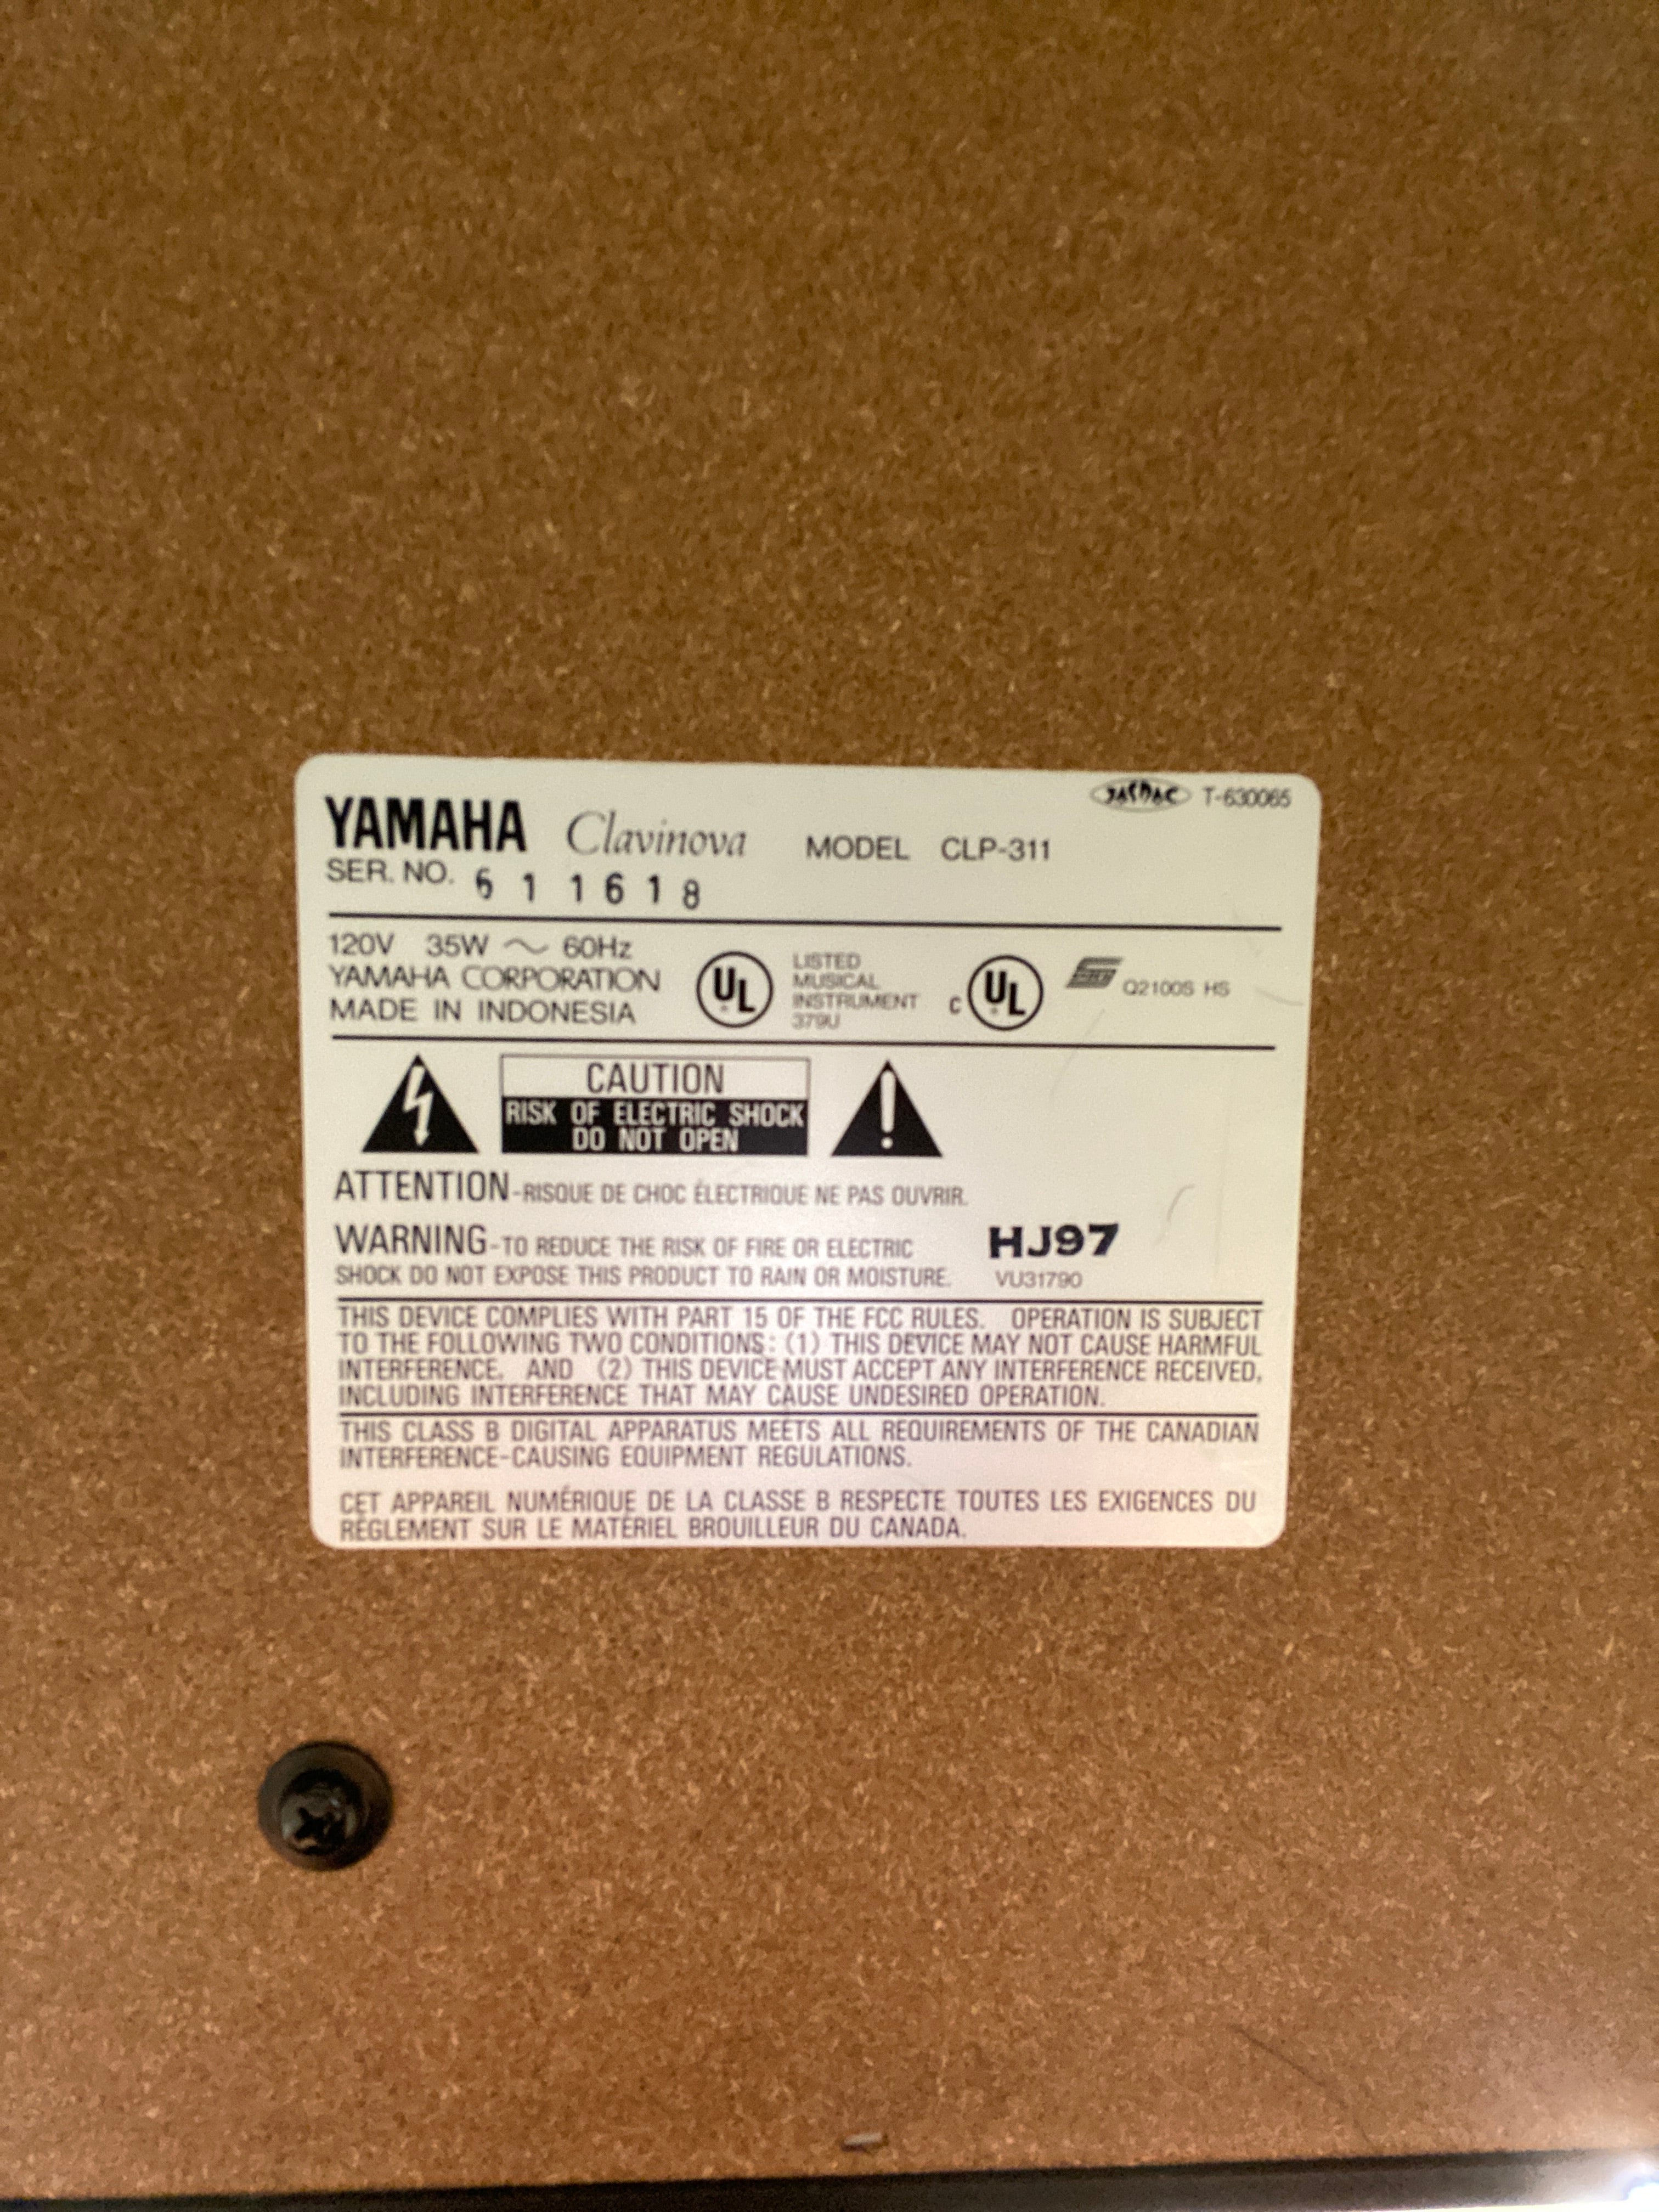 JASRAC T-630065
YAMAHA Clavinova MODEL CLP-311
SER. NO. 611618
120V 35W ～ 60Hz
YAMAHA CORPORATION
MADE IN INDONESIA
UL
LISTED
MUSICAL
INSTRUMENT
379U
c UL
Q2100S HS
CAUTION
RISK OF ELECTRIC SHOCK
DO NOT OPEN
ATTENTION-RISQUE DE CHOC ÉLECTRIQUE NE PAS OUVRIR.
WARNING-TO REDUCE THE RISK OF FIRE OR ELECTRIC
SHOCK DO NOT EXPOSE THIS PRODUCT TO RAIN OR MOISTURE.
HJ97
VU31790
THIS DEVICE COMPLIES WITH PART 15 OF THE FCC RULES. OPERATION IS SUBJECT
TO THE FOLLOWING TWO CONDITIONS: (1) THIS DEVICE MAY NOT CAUSE HARMFUL
INTERFERENCE, AND (2) THIS DEVICE MUST ACCEPT ANY INTERFERENCE RECEIVED,
INCLUDING INTERFERENCE THAT MAY CAUSE UNDESIRED OPERATION.
THIS CLASS B DIGITAL APPARATUS MEETS ALL REQUIREMENTS OF THE CANADIAN
INTERFERENCE-CAUSING EQUIPMENT REGULATIONS.
CET APPAREIL NUMÉRIQUE DE LA CLASSE B RESPECTE TOUTES LES EXIGENCES DU
RÈGLEMENT SUR LE MATÉRIEL BROUILLEUR DU CANADA.